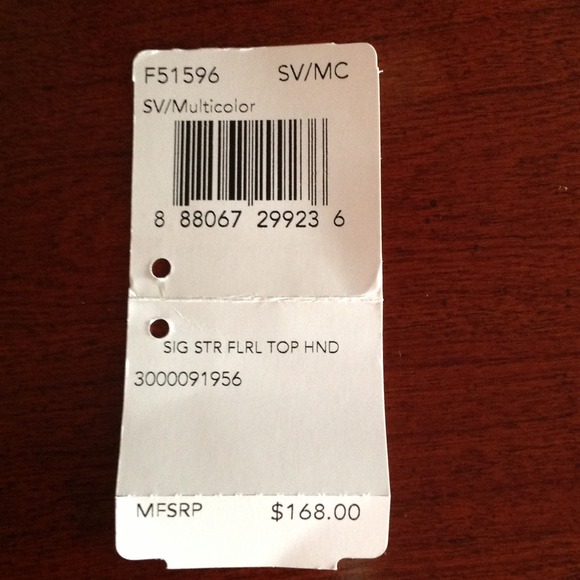 F51596 SV/MC
SV/Multicolor
8 88067 29923 6
SIG STR FLRL TOP HND
3000091956
MFSRP $168.00